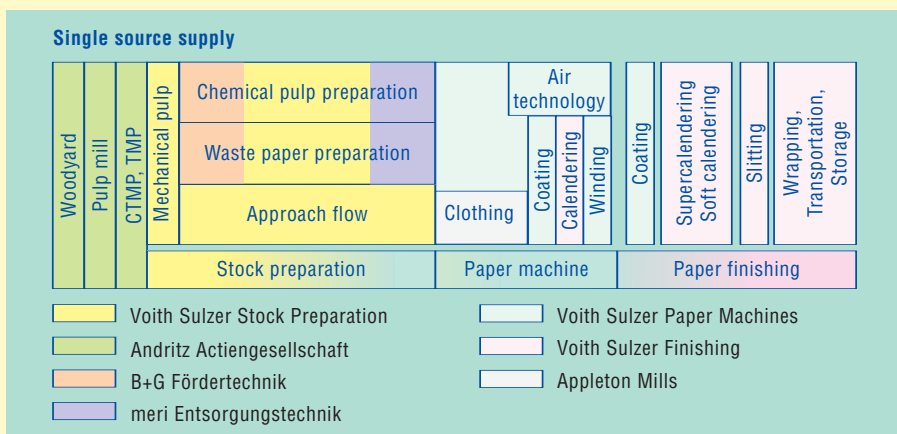 Single source supply
Woodyard
Pulp mill
CTMP, TMP
Mechanical pulp
Chemical pulp preparation
Waste paper preparation
Approach flow
Clothing
Air
technology
Coating
Calendering
Winding
Coating
Supercalendering
Soft calendering
Slitting
Wrapping,
Transportation,
Storage
Stock preparation
Paper machine
Paper finishing
Voith Sulzer Stock Preparation
Andritz Actiengesellschaft
B+G Fördertechnik
meri Entsorgungstechnik
Voith Sulzer Paper Machines
Voith Sulzer Finishing
Appleton Mills